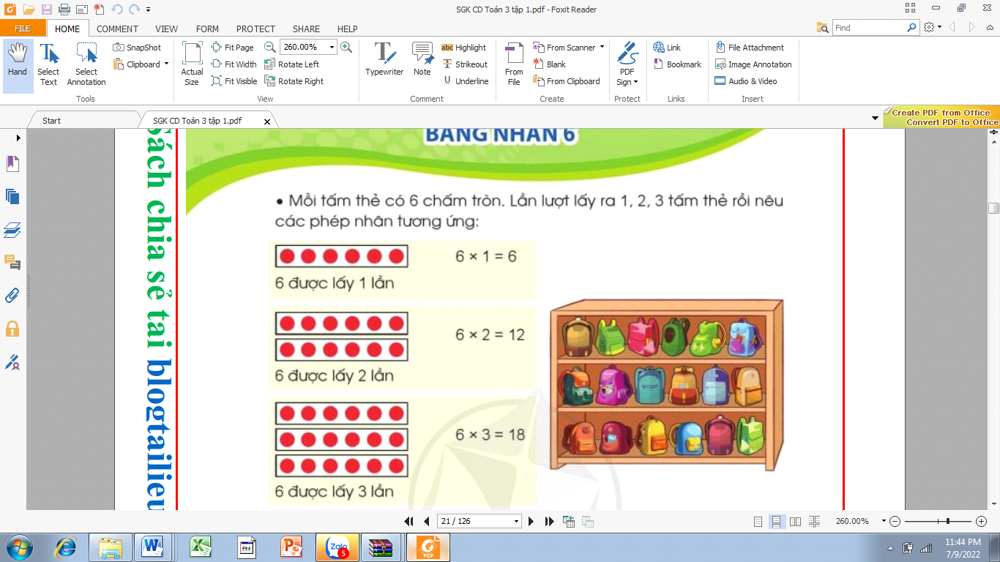 SGK CD Toán 3 tập 1.pdf - Foxit Reader
FILE HOME COMMENT VIEW FORM PROTECT SHARE HELP
Find
Hand
Select Text
Select Annotation
SnapShot
Clipboard
Tools
Actual Size
Fit Page
Fit Width
Fit Visible
260.00%
Rotate Left
Rotate Right
View
Typewriter
Note
Highlight
Strikeout
Underline
Comment
From File
From Scanner
Blank
From Clipboard
Create
PDF Sign
Protect
Link
Bookmark
Links
File Attachment
Image Annotation
Audio & Video
Insert
Start
SGK CD Toán 3 tập 1.pdf
Create PDF from Office
Convert PDF to Office
Sách chia sẻ tại blogtailieu
BẢNG NHÂN 6
• Mỗi tấm thẻ có 6 chấm tròn. Lần lượt lấy ra 1, 2, 3 tấm thẻ rồi nêu
các phép nhân tương ứng:
6 × 1 = 6
6 được lấy 1 lần
6 × 2 = 12
6 được lấy 2 lần
6 × 3 = 18
6 được lấy 3 lần
21 / 126
260.00%
Zalo
5
PDF
11:44 PM
7/9/2022